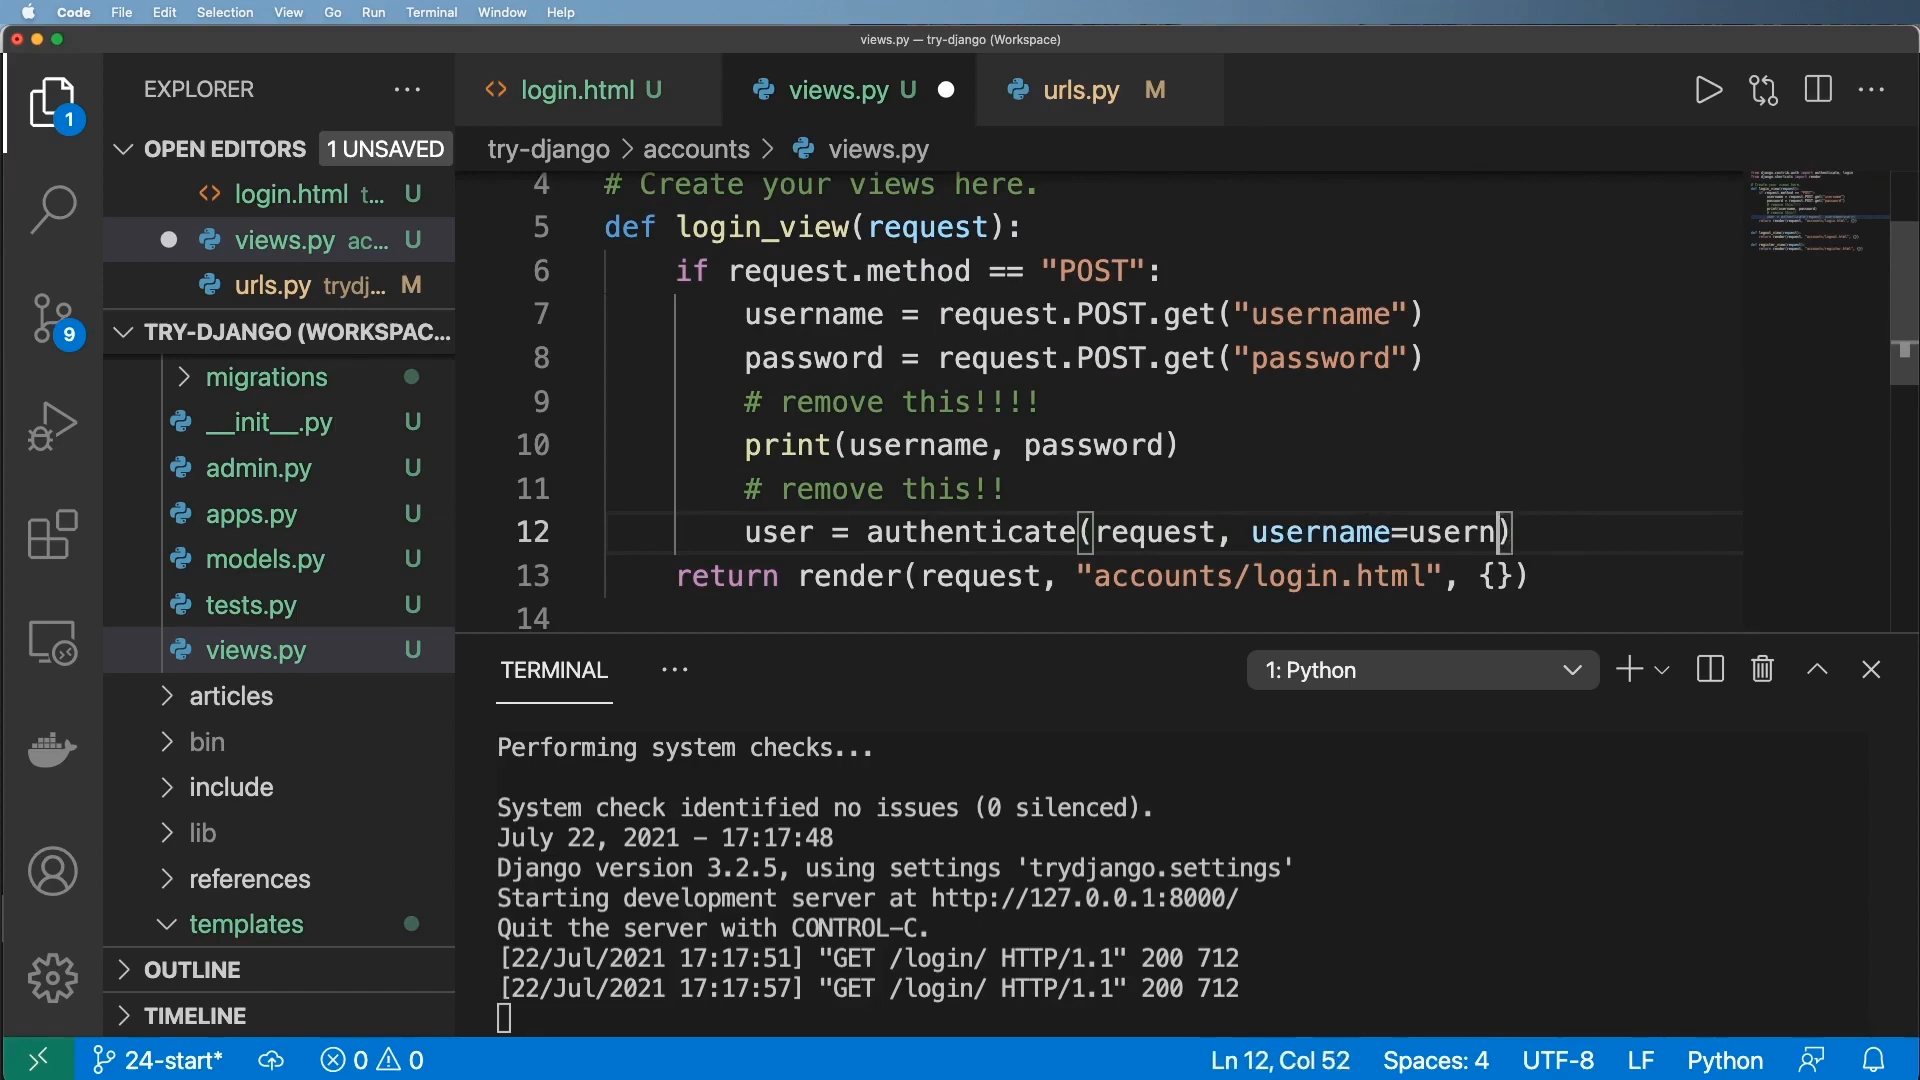 Code File Edit Selection View Go Run Terminal Window Help
views.py — try-django (Workspace)
EXPLORER
login.html U
views.py U
urls.py M
1
OPEN EDITORS 1 UNSAVED
try-django > accounts > views.py
login.html t... U
views.py ac... U
urls.py trydj... M
9
TRY-DJANGO (WORKSPAC...
migrations
__init__.py U
admin.py U
apps.py U
models.py U
tests.py U
views.py U
articles
bin
include
lib
references
templates
OUTLINE
TIMELINE
4 # Create your views here.
5 def login_view(request):
6 if request.method == "POST":
7 username = request.POST.get("username")
8 password = request.POST.get("password")
9 # remove this!!!!
10 print(username, password)
11 # remove this!!
12 user = authenticate(request, username=usern)
13 return render(request, "accounts/login.html", {})
14
TERMINAL
1: Python
Performing system checks...
System check identified no issues (0 silenced).
July 22, 2021 – 17:17:48
Django version 3.2.5, using settings 'trydjango.settings'
Starting development server at http://127.0.0.1:8000/
Quit the server with CONTROL-C.
[22/Jul/2021 17:17:51] "GET /login/ HTTP/1.1" 200 712
[22/Jul/2021 17:17:57] "GET /login/ HTTP/1.1" 200 712
24-start* 0 0 Ln 12, Col 52 Spaces: 4 UTF-8 LF Python